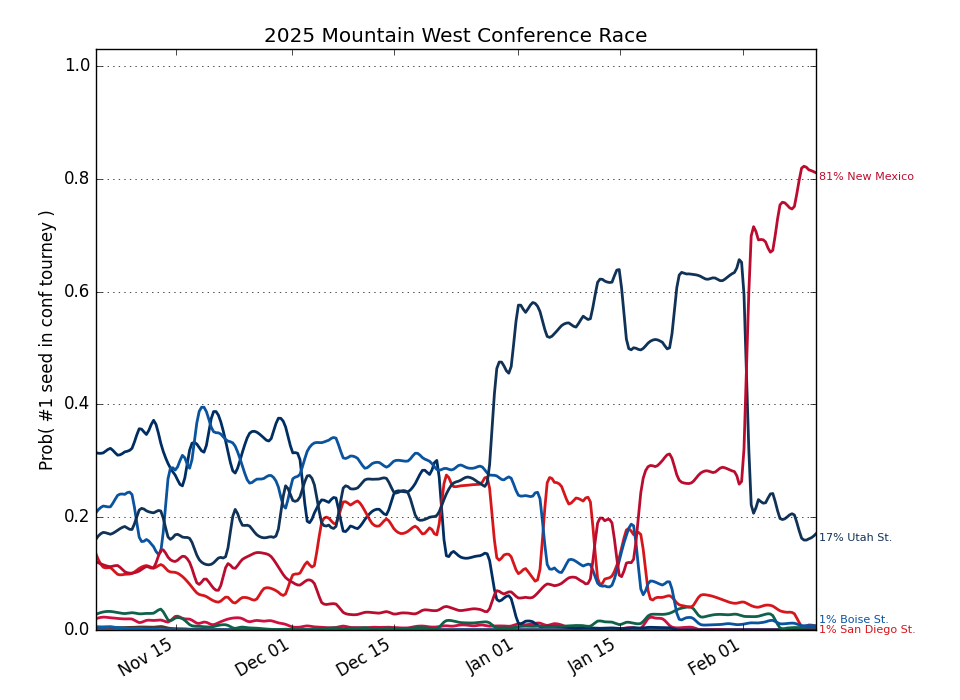 2025 Mountain West Conference Race
Prob( #1 seed in conf tourney )
1.0
0.8
0.6
0.4
0.2
0.0
81% New Mexico
17% Utah St.
1% Boise St.
1% San Diego St.
Nov 15
Dec 01
Dec 15
Jan 01
Jan 15
Feb 01